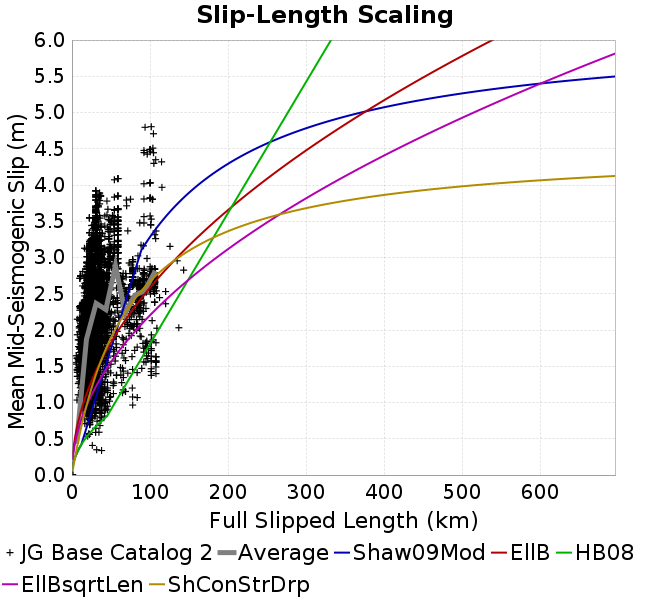 Slip-Length Scaling
Mean Mid-Seismogenic Slip (m)
6.0
5.5
5.0
4.5
4.0
3.5
3.0
2.5
2.0
1.5
1.0
0.5
0.0
0 100 200 300 400 500 600
Full Slipped Length (km)
JG Base Catalog 2 Average Shaw09Mod EllB HB08
EllBsqrtLen ShConStrDrp